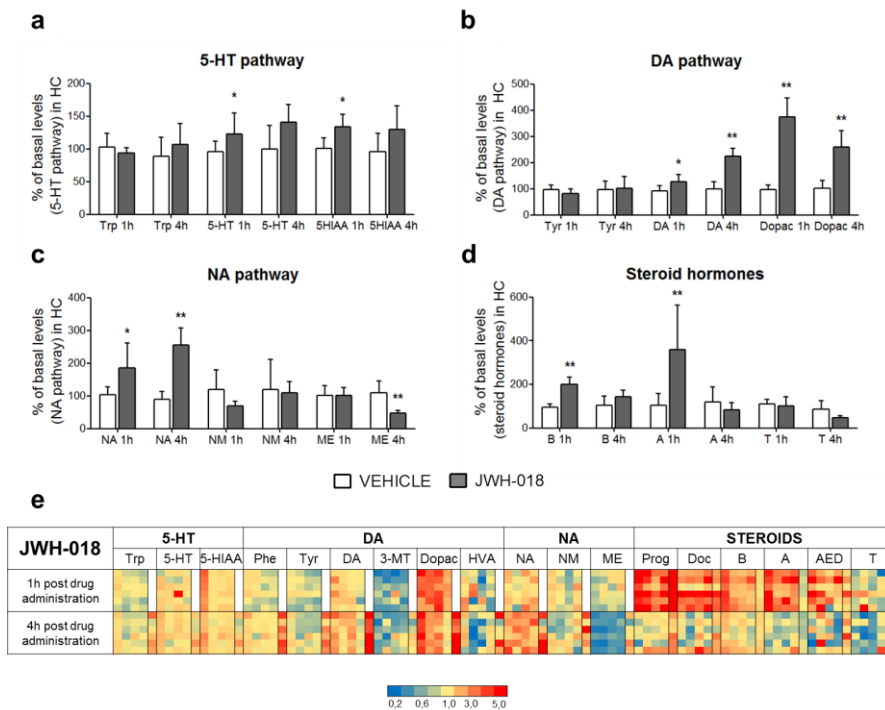 a
5-HT pathway
% of basal levels
(5-HT pathway) in HC
200
150
100
50
0
* *
Trp 1h Trp 4h 5-HT 1h 5-HT 4h 5HIAA 1h 5HIAA 4h
b
DA pathway
% of basal levels
(DA pathway) in HC
500
400
300
200
100
0
* ** ** **
Tyr 1h Tyr 4h DA 1h DA 4h Dopac 1h Dopac 4h
c
NA pathway
% of basal levels
(NA pathway) in HC
400
300
200
100
0
* ** **
NA 1h NA 4h NM 1h NM 4h ME 1h ME 4h
d
Steroid hormones
% of basal levels
(steroid hormones) in HC
600
400
200
0
** **
B 1h B 4h A 1h A 4h T 1h T 4h
VEHICLE JWH-018
e
JWH-018 5-HT DA NA STEROIDS
Trp 5-HT 5-HIAA Phe Tyr DA 3-MT Dopac HVA NA NM ME Prog Doc B A AED T
1h post drug
administration
4h post drug
administration
0,2 0,6 1,0 3,0 5,0